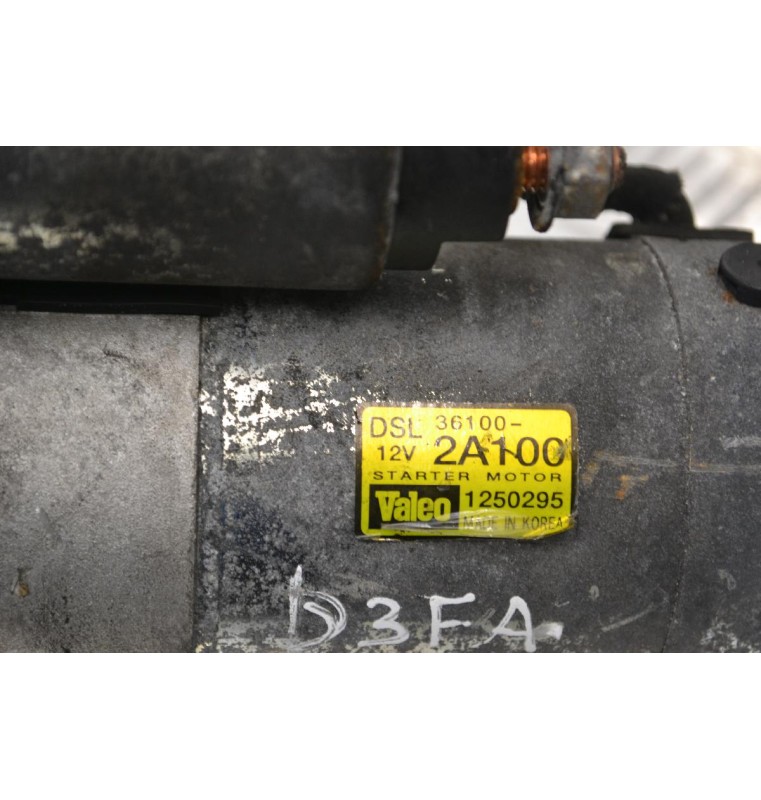 DSL 36100-
12V 2A100
STARTER MOTOR
Valeo 1250295
MADE IN KOREA
D3FA